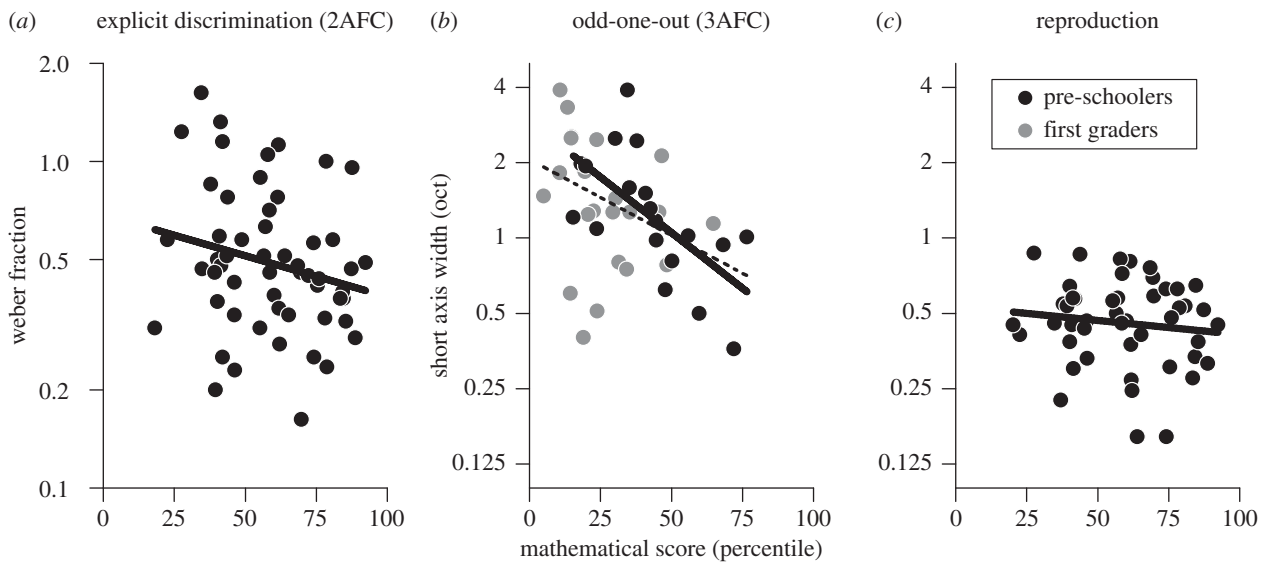 (a) explicit discrimination (2AFC)
(b) odd-one-out (3AFC)
(c) reproduction
weber fraction
2.0
1.0
0.5
0.2
0.1
0 25 50 75 100
short axis width (oct)
4
2
1
0.5
0.25
0.125
0 25 50 75 100
mathematical score (percentile)
4
2
1
0.5
0.25
0.125
0 25 50 75 100
pre-schoolers
first graders